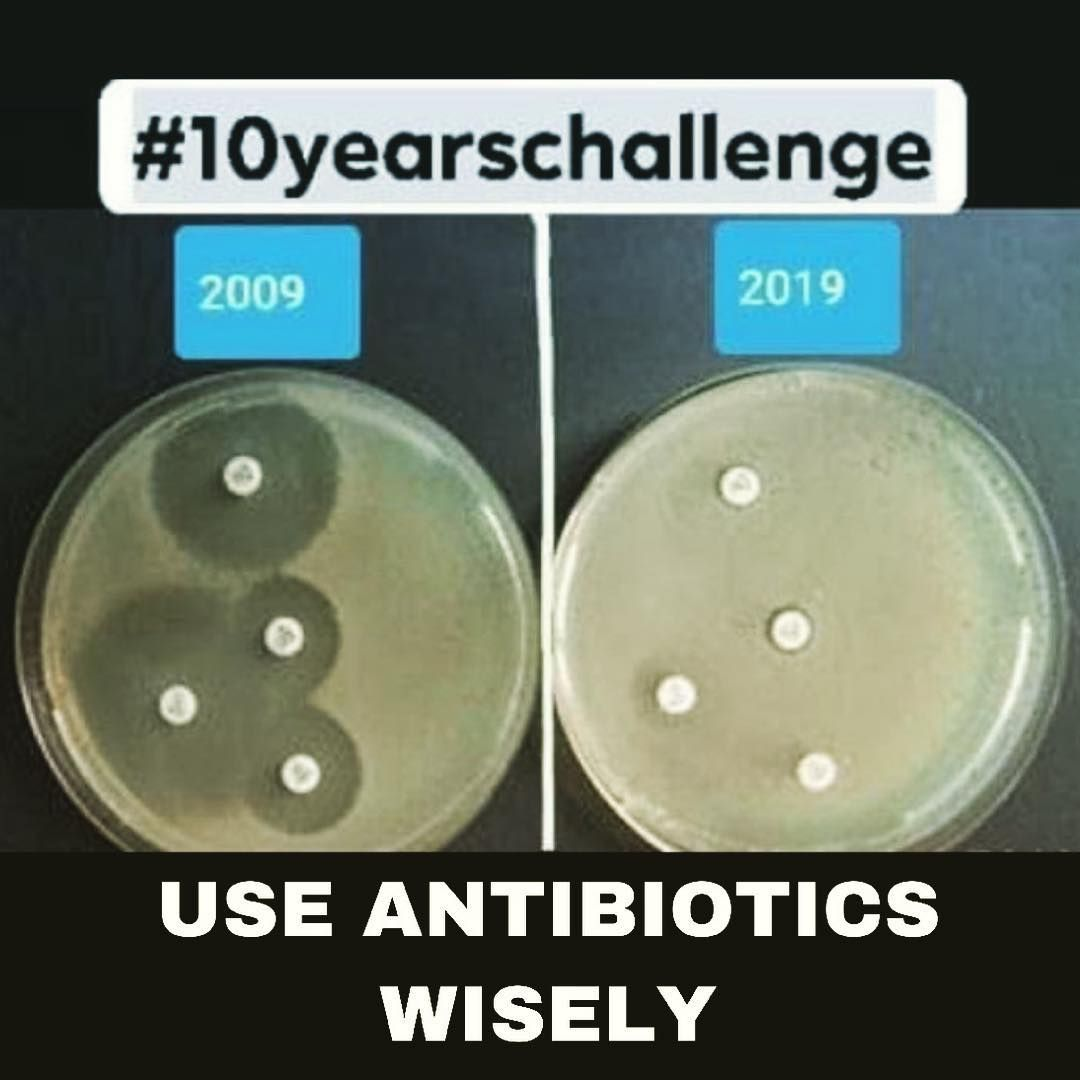 #10yearschallenge
2009
2019
USE ANTIBIOTICS
WISELY